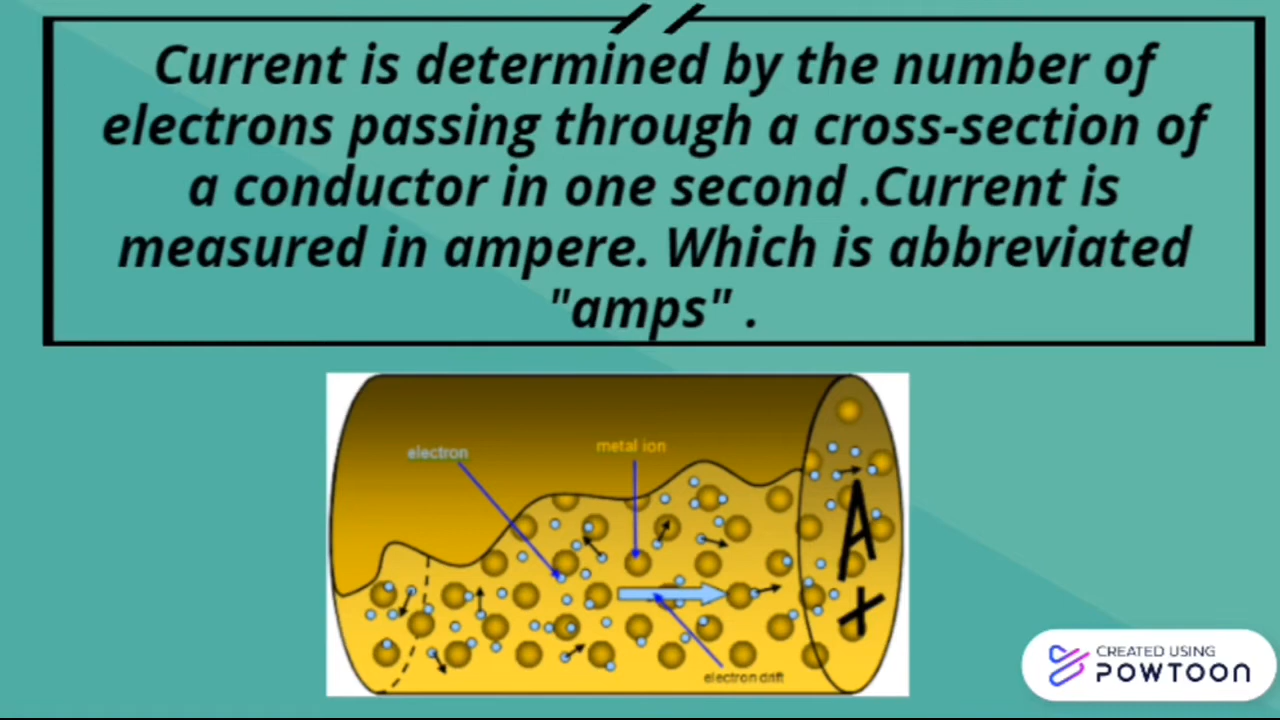 Current is determined by the number of
electrons passing through a cross-section of
a conductor in one second .Current is
measured in ampere. Which is abbreviated
"amps" .
electron
metal ion
A
+
electron drift
CREATED USING
POWTOON